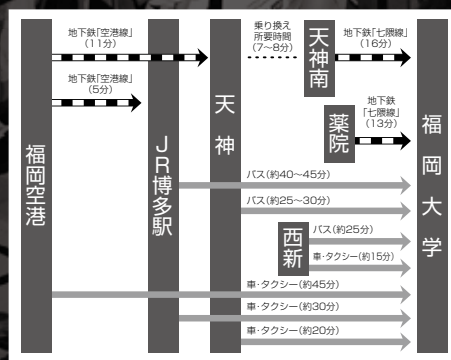 地下鉄「空港線」
(11分)
乗り換え
所要時間
(7〜8分)
地下鉄「七隈線」
(16分)
地下鉄「空港線」
(5分)
地下鉄
「七隈線」
(13分)
福岡空港
JR博多駅
天神
天神南
薬院
西新
福岡大学
バス(約40〜45分)
バス(約25〜30分)
バス(約25分)
車・タクシー(約15分)
車・タクシー(約45分)
車・タクシー(約30分)
車・タクシー(約20分)